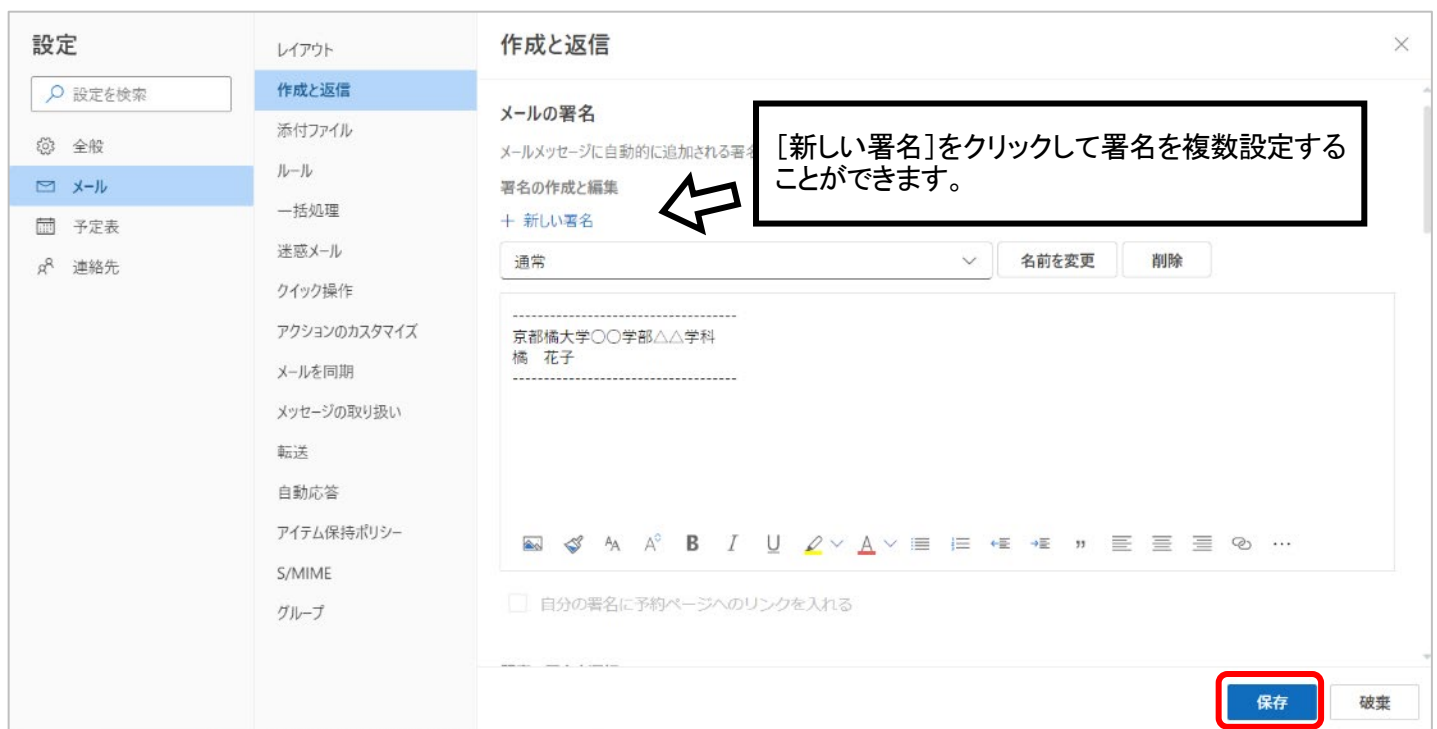 設定
設定を検索
全般
メール
予定表
連絡先
レイアウト
作成と返信
添付ファイル
ルール
一括処理
迷惑メール
クイック操作
アクションのカスタマイズ
メールを同期
メッセージの取り扱い
転送
自動応答
アイテム保持ポリシー
S/MIME
グループ
作成と返信
メールの署名
メールメッセージに自動的に追加される署名
署名の作成と編集
+ 新しい署名
[新しい署名]をクリックして署名を複数設定する
ことができます。
通常
名前を変更
削除
------------------------------------
京都橘大学〇〇学部△△学科
橘 花子
------------------------------------
自分の署名に予約ページへのリンクを入れる
保存
破棄